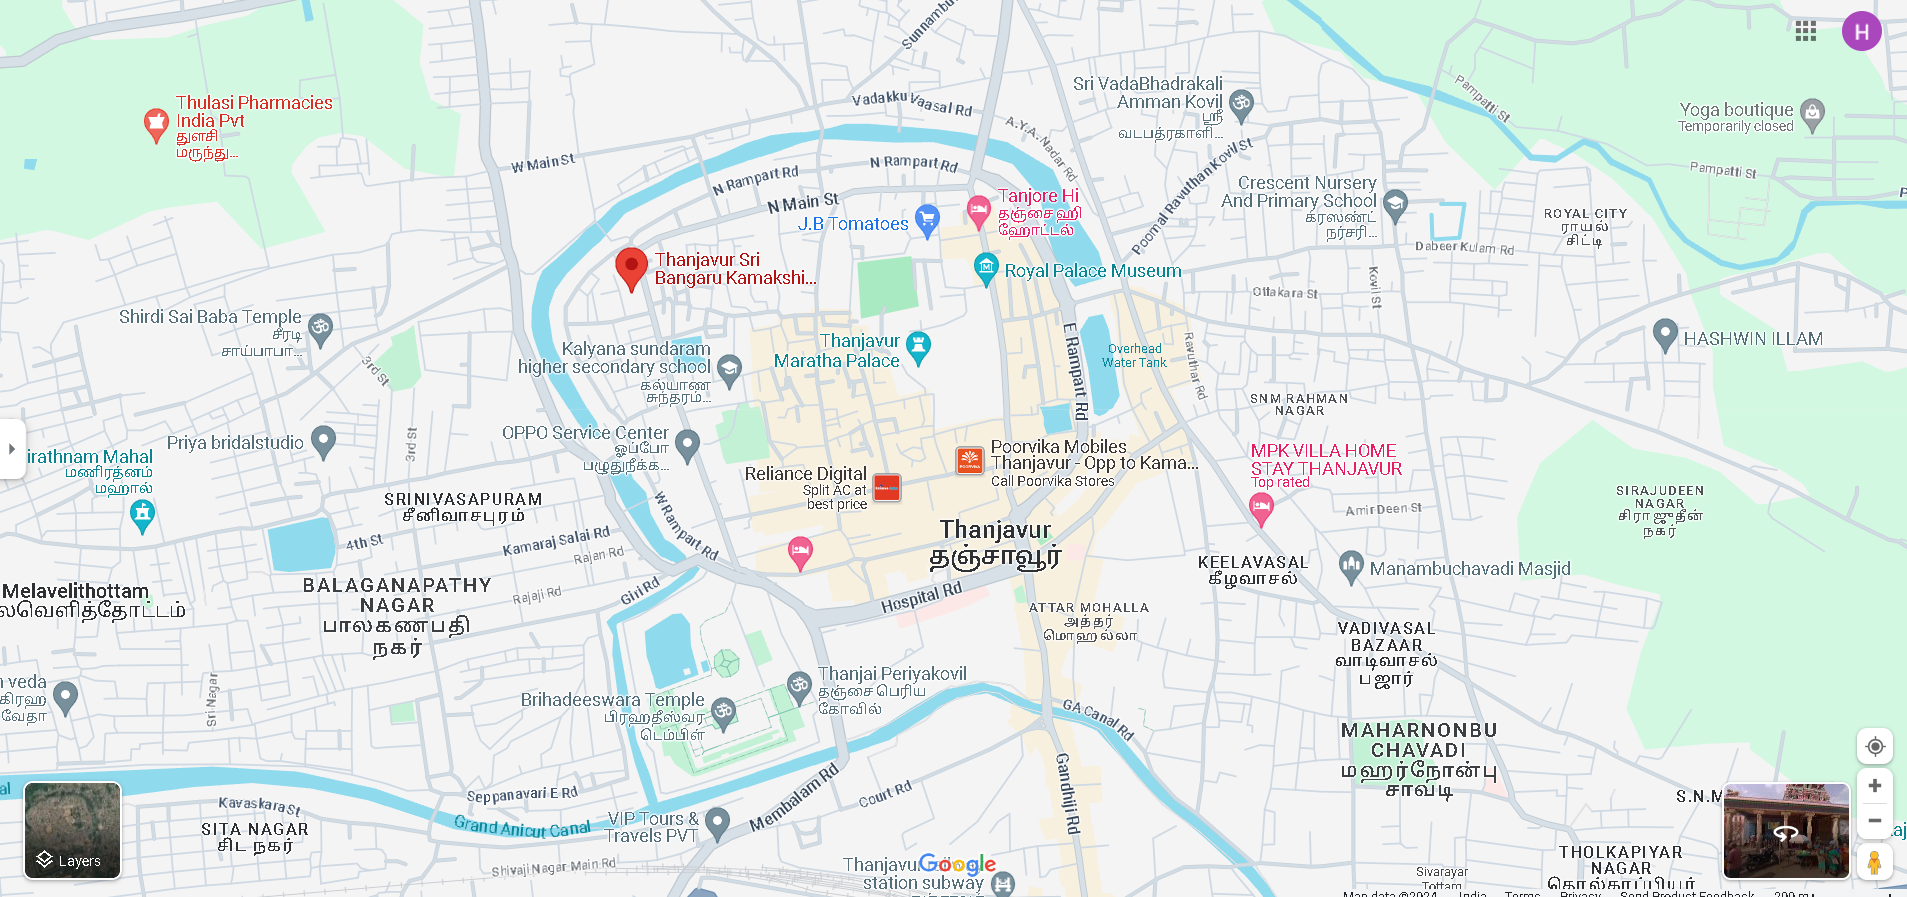 Sunnambu
Thulasi Pharmacies
India Pvt
துளசி
மருந்து...
Vadakku Vaasal Rd
Sri VadaBhadrakali
Amman Kovil
ஸ்ரீ
வடபத்ரகாளி...
Pampatti St
Yoga boutique
Temporarily closed
H
A.Y.A. Nadar Rd
W Main St
N Rampart Rd
N Rampart Rd
Poomal Ravuthan Kovil St
Pampatti St
N Main St
Tanjore Hi
தஞ்சை ஹி
ஹோட்டல்
J.B Tomatoes
Crescent Nursery
And Primary School
க்ரஸண்ட்
நர்சரி...
ROYAL CITY
ராயல்
சிட்டி
Dabeer Kulam Rd
Thanjavur Sri
Bangaru Kamakshi...
Royal Palace Museum
Kovil St
Ottakara St
Shirdi Sai Baba Temple
சீரடி
சாய்பாபா...
Kalyana sundaram
higher secondary school
கல்யாண
சுந்தரம்...
Thanjavur
Maratha Palace
E Rampart Rd
Overhead
Water Tank
Ravuthar Rd
HASHWIN ILLAM
3rd St
3rd St
SNM RAHMAN
NAGAR
Priya bridalstudio
OPPO Service Center
ஒப்போ
பழுதுநீக்க...
Poorvika Mobiles
Thanjavur - Opp to Kama...
Call Poorvika Stores
POORVIKA
Reliance Digital
Split AC at
best price
MPK VILLA HOME
STAY THANJAVUR
Top rated
irathnam Mahal
மணிரத்னம்
மஹால்
SRINIVASAPURAM
சீனிவாசபுரம்
W Rampart Rd
Amir Deen St
SIRAJUDEEN
NAGAR
சிராஜுதீன்
நகர்
Thanjavur
தஞ்சாவூர்
4th St
Kamaraj Salai Rd
Rajan Rd
KEELAVASAL
கீழவாசல்
Manambuchavadi Masjid
Melavelithottam
லவெளித்தோட்டம்
BALAGANAPATHY
NAGAR
பாலகணபதி
நகர்
Rajaji Rd
Giri Rd
Hospital Rd
ATTAR MOHALLA
அத்தர்
மொஹல்லா
VADIVASAL
BAZAAR
வாடிவாசல்
பஜார்
veda
கிரஹ
வேதா
Sri Nagar
Brihadeeswara Temple
பிரஹதீஸ்வர
டெம்பிள்
Thanjai Periyakovil
தஞ்சை பெரிய
கோவில்
GA Canal Rd
MAHARNONBU
CHAVADI
மஹர்நோன்பு
சாவடி
Gandhiji Rd
al
Kavaskara St
Seppanavari E Rd
Membalam Rd
Court Rd
S.N.M
SITA NAGAR
சிட நகர்
Grand Anicut Canal
VIP Tours &
Travels PVT
Layers
Shivaji Nagar Main Rd
Thanjavur
station subway
Google
Sivarayar
Tottam
THOLKAPIYAR
NAGAR
தொல்காப்பியர்
Map data ©2024 India Terms Privacy Send Product Feedback 200 m